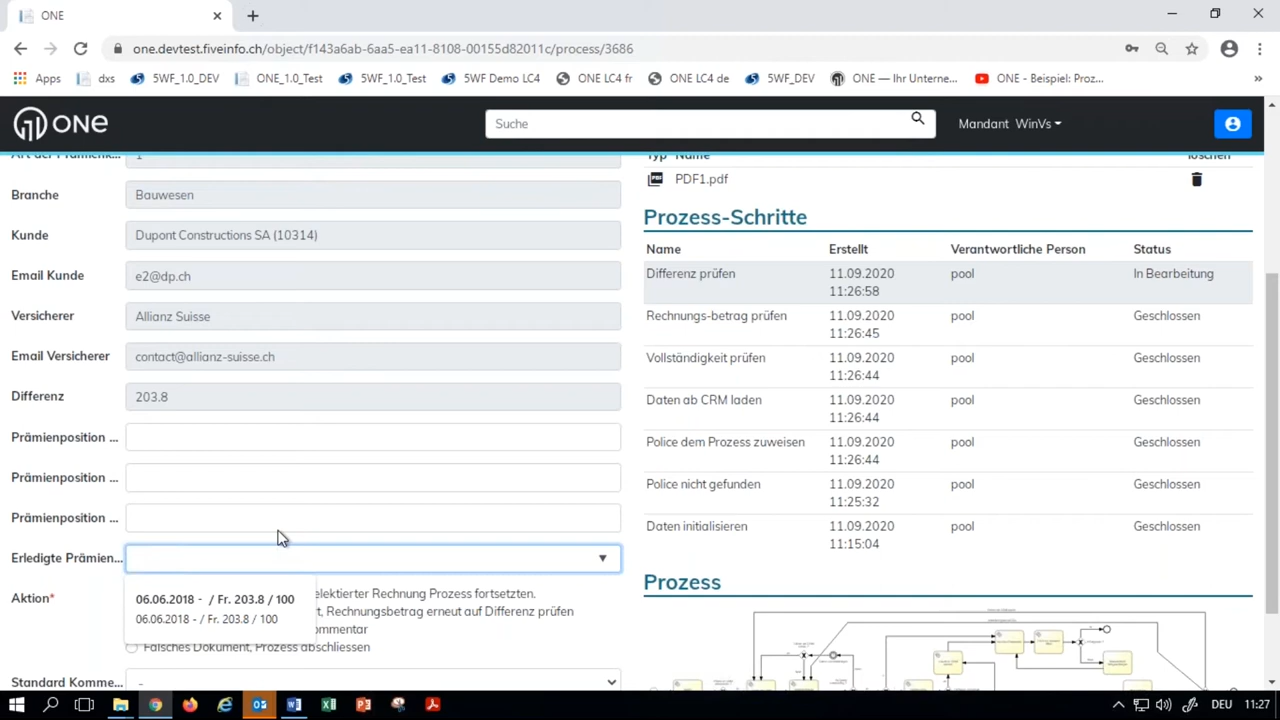 ONE
one.devtest.fiveinfo.ch/object/f143a6ab-6aa5-ea11-8108-00155d82011c/process/3686
Apps dxs 5WF_1.0_DEV ONE_1.0_Test 5WF_1.0_Test 5WF Demo LC4 ONE LC4 fr ONE LC4 de 5WF_DEV ONE — Ihr Unterne... ONE - Beispiel: Proz... »
ONE Suche Mandant WinVs
Art der Prämienk... 1
Branche Bauwesen
Kunde Dupont Constructions SA (10314)
Email Kunde e2@dp.ch
Versicherer Allianz Suisse
Email Versicherer contact@allianz-suisse.ch
Differenz 203.8
Prämienposition ...
Prämienposition ...
Prämienposition ...
Erledigte Prämien...
06.06.2018 - / Fr. 203.8 / 100
06.06.2018 - / Fr. 203.8 / 100
Aktion*
elektierter Rechnung Prozess fortsetzten.
, Rechnungsbetrag erneut auf Differenz prüfen
ommentar
Falsches Dokument, Prozess abschliessen
Standard Komme... -
Typ Name löschen
PDF PDF1.pdf
Prozess-Schritte
Name Erstellt Verantwortliche Person Status
Differenz prüfen 11.09.2020 pool In Bearbeitung
11:26:58
Rechnungs-betrag prüfen 11.09.2020 pool Geschlossen
11:26:45
Vollständigkeit prüfen 11.09.2020 pool Geschlossen
11:26:44
Daten ab CRM laden 11.09.2020 pool Geschlossen
11:26:44
Police dem Prozess zuweisen 11.09.2020 pool Geschlossen
11:26:44
Police nicht gefunden 11.09.2020 pool Geschlossen
11:25:32
Daten initialisieren 11.09.2020 pool Geschlossen
11:15:04
Prozess
DEU 11:27